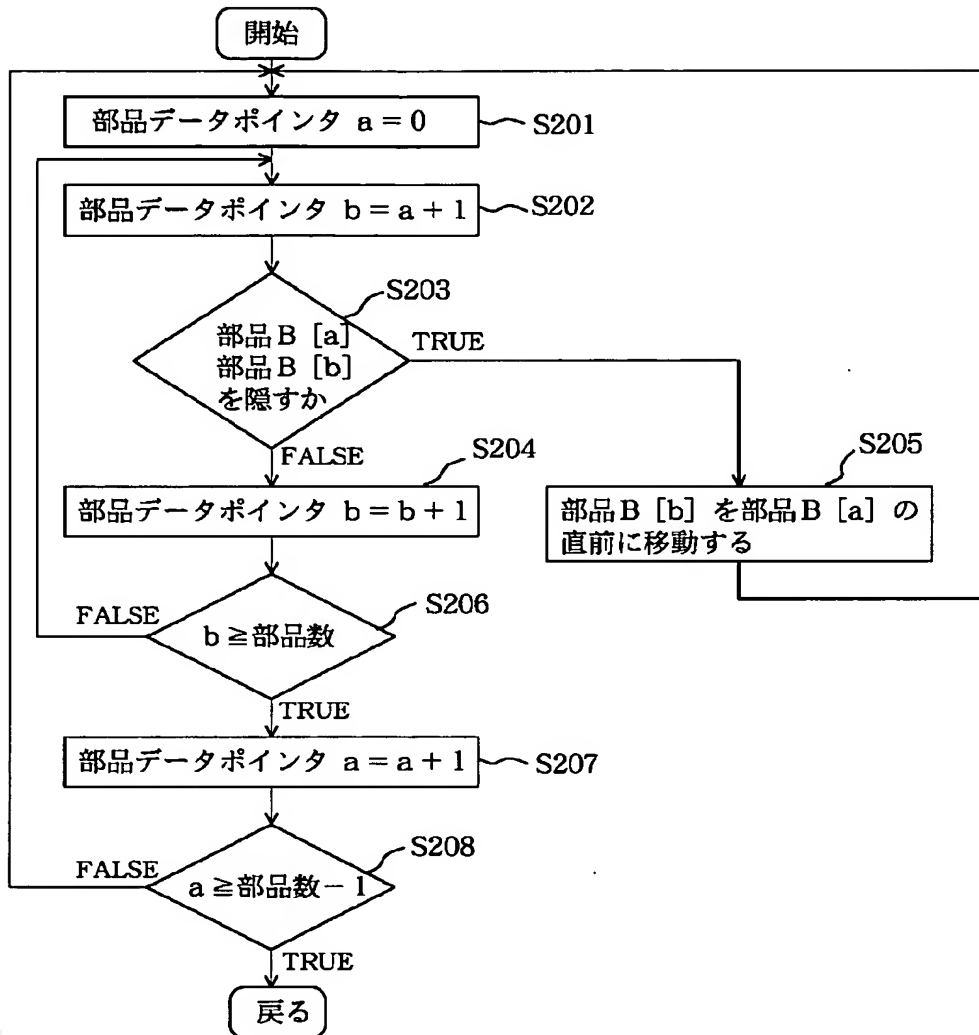 開始
部品データポインタ a＝0
S201
部品データポインタ b＝a＋1
S202
S203
部品B［a］
部品B［b］
を隠すか
TRUE
FALSE
S204
部品データポインタ b＝b＋1
S205
部品B［b］を部品B［a］の
直前に移動する
FALSE
S206
b≧部品数
TRUE
部品データポインタ a＝a＋1
S207
FALSE
S208
a≧部品数－1
TRUE
戻る